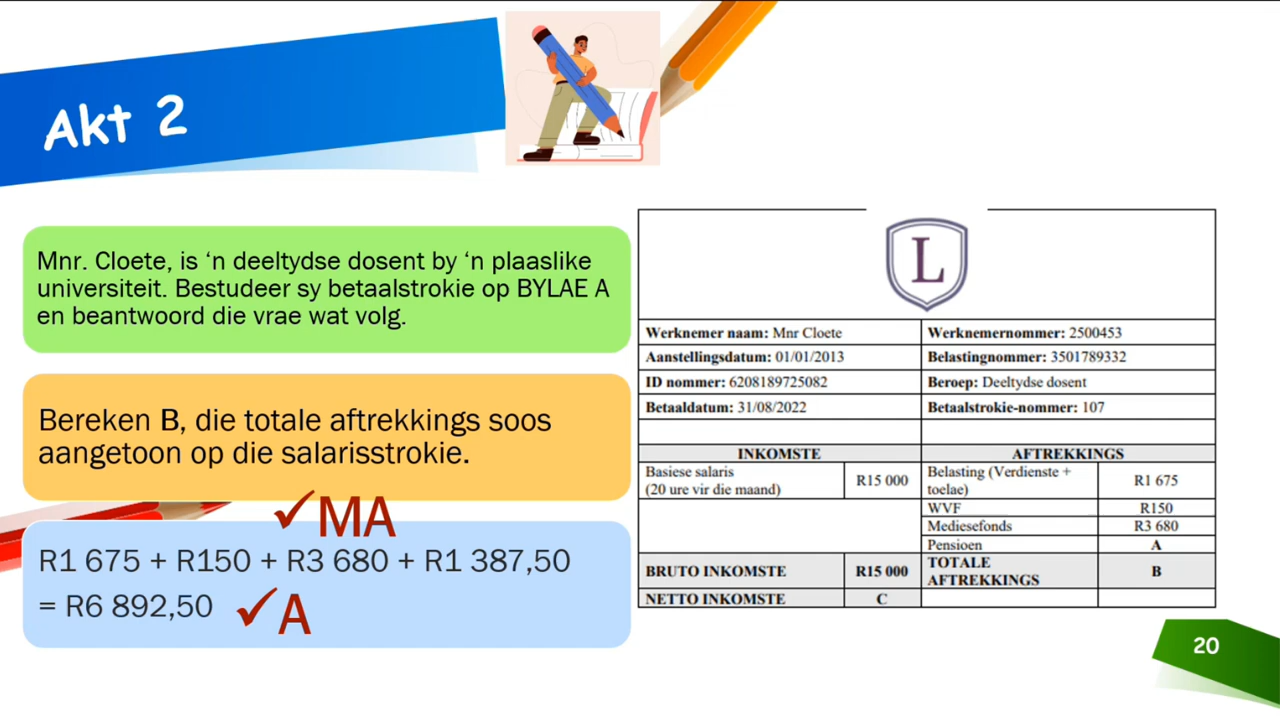 Akt 2
Mnr. Cloete, is ‘n deeltydse dosent by ‘n plaaslike
universiteit. Bestudeer sy betaalstrokie op BYLAE A
en beantwoord die vrae wat volg.
Bereken B, die totale aftrekkings soos
aangetoon op die salarisstrokie.
✓MA
R1 675 + R150 + R3 680 + R1 387,50
= R6 892,50 ✓A
L
Werknemer naam: Mnr Cloete Werknemernommer: 2500453
Aanstellingsdatum: 01/01/2013 Belastingnommer: 3501789332
ID nommer: 6208189725082 Beroep: Deeltydse dosent
Betaaldatum: 31/08/2022 Betaalstrokie-nommer: 107
INKOMSTE AFTREKKINGS
Basiese salaris
(20 ure vir die maand) R15 000 Belasting (Verdienste +
toelae) R1 675
WVF R150
Mediesefonds R3 680
Pensioen A
BRUTO INKOMSTE R15 000 TOTALE
AFTREKKINGS B
NETTO INKOMSTE C
20